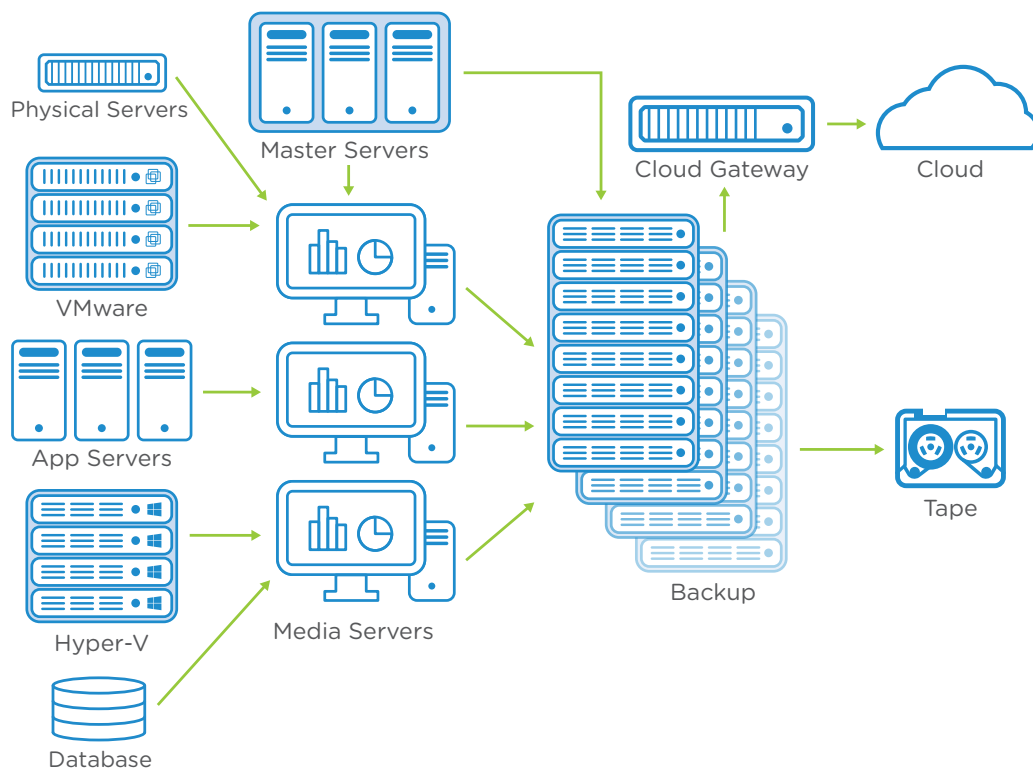 Physical Servers
Master Servers
Cloud Gateway
Cloud
VMware
App Servers
Tape
Backup
Hyper-V
Media Servers
Database